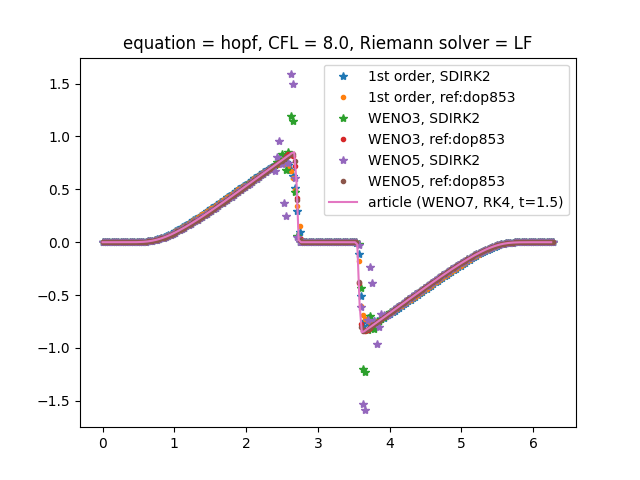 equation = hopf, CFL = 8.0, Riemann solver = LF
1st order, SDIRK2
1st order, ref:dop853
WENO3, SDIRK2
WENO3, ref:dop853
WENO5, SDIRK2
WENO5, ref:dop853
article (WENO7, RK4, t=1.5)
1.5
1.0
0.5
0.0
−0.5
−1.0
−1.5
0 1 2 3 4 5 6